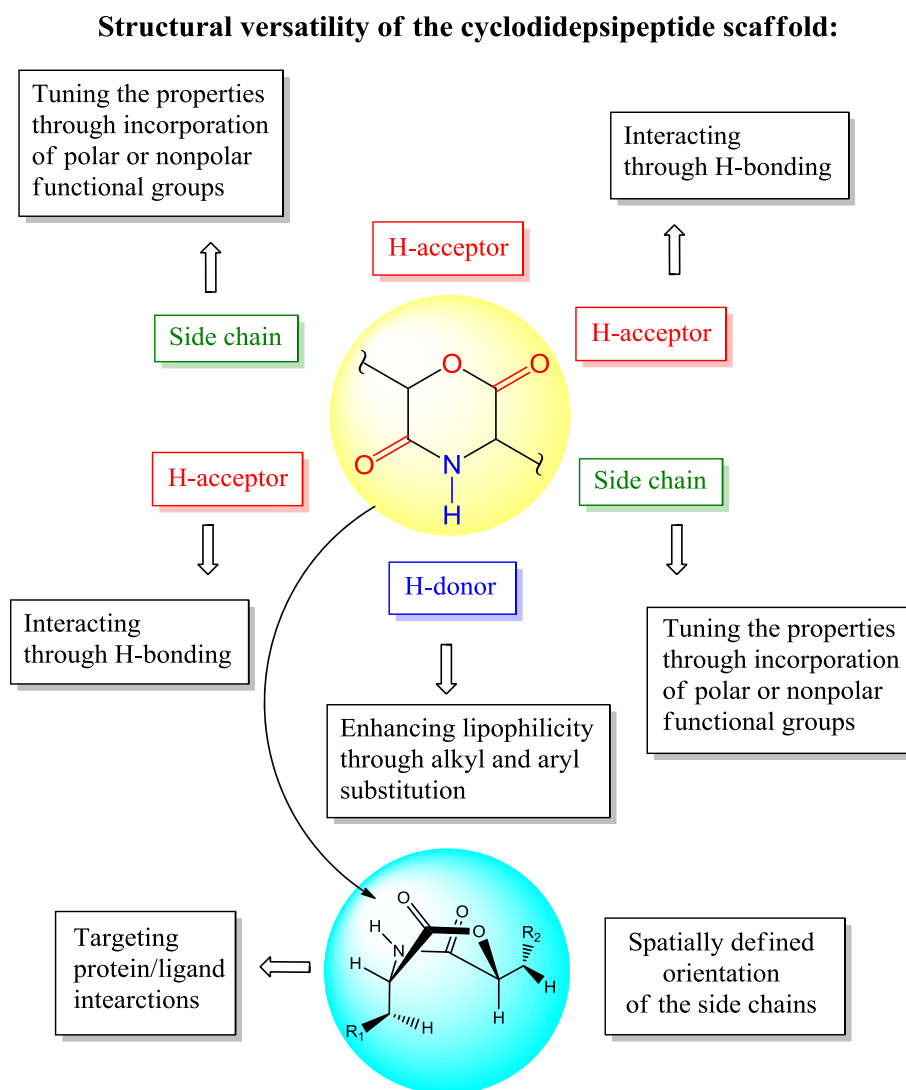 Structural versatility of the cyclodidepsipeptide scaffold:
Tuning the properties
through incorporation
of polar or nonpolar
functional groups
Interacting
through H-bonding
H-acceptor
Side chain
H-acceptor
O
O
O
N
H
H-acceptor
Side chain
H-donor
Interacting
through H-bonding
Tuning the properties
through incorporation
of polar or nonpolar
functional groups
Enhancing lipophilicity
through alkyl and aryl
substitution
Targeting
protein/ligand
intearctions
O
O
H
N
O
R2
H
H
H
R1
H
Spatially defined
orientation
of the side chains